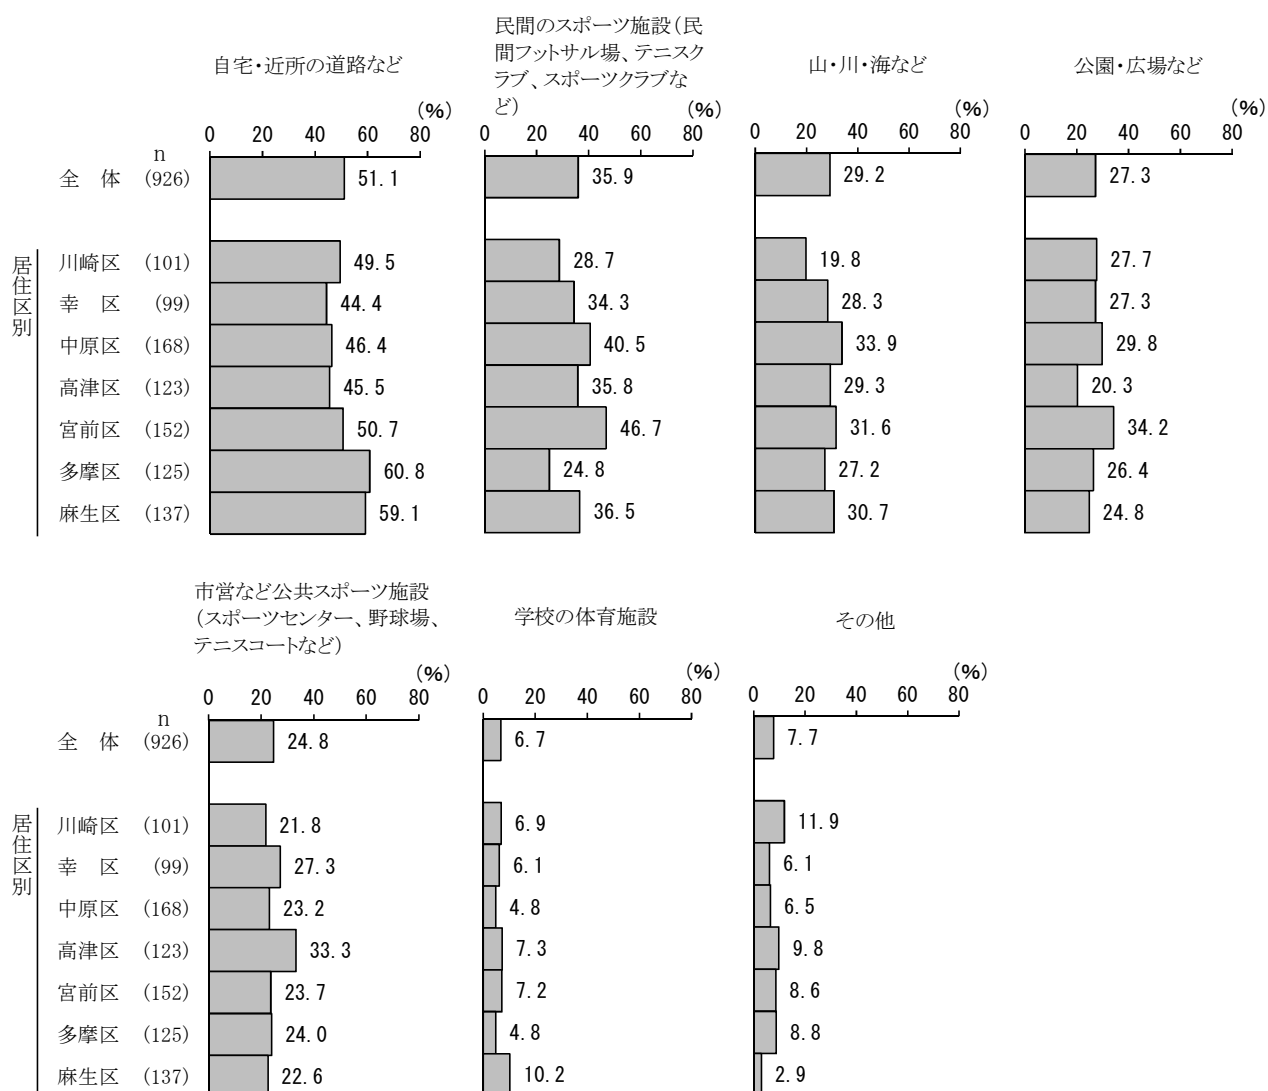 自宅・近所の道路など
民間のスポーツ施設(民
間フットサル場、テニスク
ラブ、スポーツクラブな
ど)
山・川・海など
公園・広場など
(%) (%) (%) (%)
0 20 40 60 80 0 20 40 60 80 0 20 40 60 80 0 20 40 60 80
n
全 体 (926) 51.1 35.9 29.2 27.3
居住区別
川崎区 (101) 49.5 28.7 19.8 27.7
幸 区 (99) 44.4 34.3 28.3 27.3
中原区 (168) 46.4 40.5 33.9 29.8
高津区 (123) 45.5 35.8 29.3 20.3
宮前区 (152) 50.7 46.7 31.6 34.2
多摩区 (125) 60.8 24.8 27.2 26.4
麻生区 (137) 59.1 36.5 30.7 24.8
市営など公共スポーツ施設
(スポーツセンター、野球場、
テニスコートなど)
学校の体育施設
その他
(%) (%) (%)
0 20 40 60 80 0 20 40 60 80 0 20 40 60 80
n
全 体 (926) 24.8 6.7 7.7
居住区別
川崎区 (101) 21.8 6.9 11.9
幸 区 (99) 27.3 6.1 6.1
中原区 (168) 23.2 4.8 6.5
高津区 (123) 33.3 7.3 9.8
宮前区 (152) 23.7 7.2 8.6
多摩区 (125) 24.0 4.8 8.8
麻生区 (137) 22.6 10.2 2.9